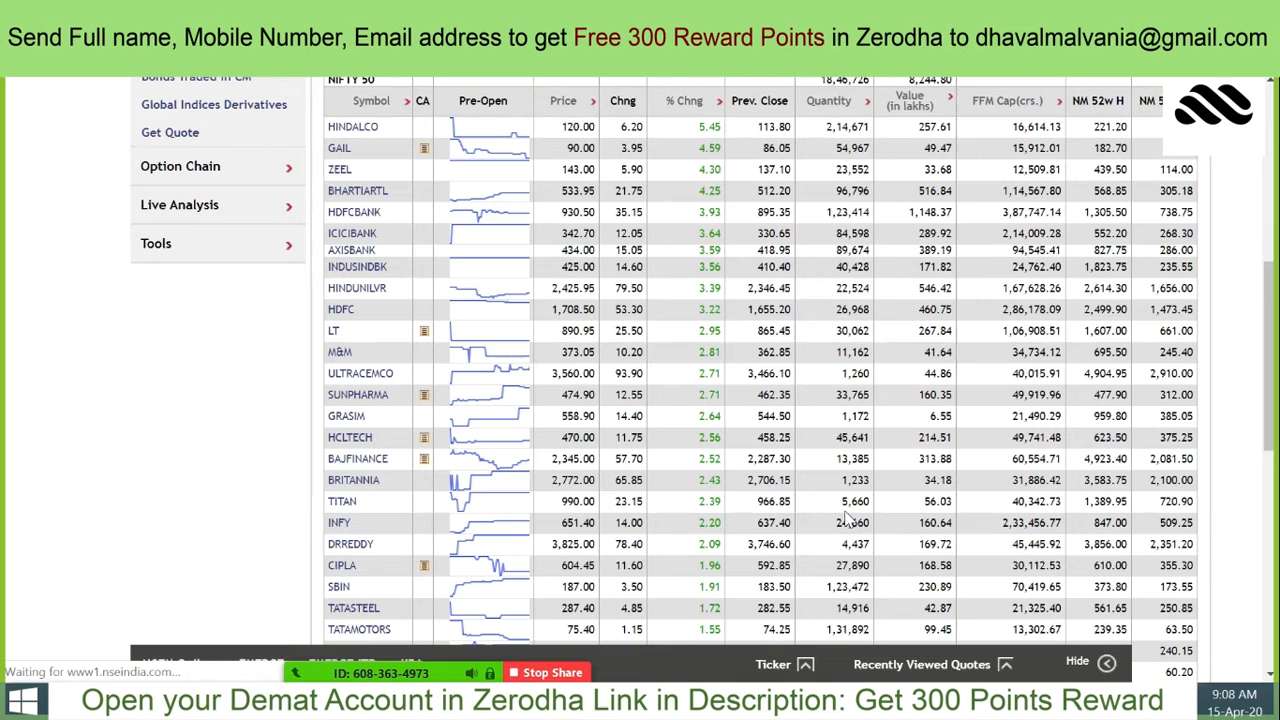 Send Full name, Mobile Number, Email address to get Free 300 Reward Points in Zerodha to dhavalmalvania@gmail.com
Bonds Traded in CM
Global Indices Derivatives
Get Quote
Option Chain
Live Analysis
Tools
NIFTY 50 18,46,726 8,244.80
Symbol CA Pre-Open Price Chng % Chng Prev. Close Quantity Value (in lakhs) FFM Cap(crs.) NM 52w H NM 5
HINDALCO 120.00 6.20 5.45 113.80 2,14,671 257.61 16,614.13 221.20
GAIL 90.00 3.95 4.59 86.05 54,967 49.47 15,912.01 182.70
ZEEL 143.00 5.90 4.30 137.10 23,552 33.68 12,509.81 439.50 114.00
BHARTIARTL 533.95 21.75 4.25 512.20 96,796 516.84 1,14,567.80 568.85 305.18
HDFCBANK 930.50 35.15 3.93 895.35 1,23,414 1,148.37 3,87,747.14 1,305.50 738.75
ICICIBANK 342.70 12.05 3.64 330.65 84,598 289.92 2,14,009.28 552.20 268.30
AXISBANK 434.00 15.05 3.59 418.95 89,674 389.19 94,545.41 827.75 286.00
INDUSINDBK 425.00 14.60 3.56 410.40 40,428 171.82 24,762.40 1,823.75 235.55
HINDUNILVR 2,425.95 79.50 3.39 2,346.45 22,524 546.42 1,67,628.26 2,614.30 1,656.00
HDFC 1,708.50 53.30 3.22 1,655.20 26,968 460.75 2,86,178.09 2,499.90 1,473.45
LT 890.95 25.50 2.95 865.45 30,062 267.84 1,06,908.51 1,607.00 661.00
M&M 373.05 10.20 2.81 362.85 11,162 41.64 34,734.12 695.50 245.40
ULTRACEMCO 3,560.00 93.90 2.71 3,466.10 1,260 44.86 40,015.91 4,904.95 2,910.00
SUNPHARMA 474.90 12.55 2.71 462.35 33,765 160.35 49,919.96 477.90 312.00
GRASIM 558.90 14.40 2.64 544.50 1,172 6.55 21,490.29 959.80 385.05
HCLTECH 470.00 11.75 2.56 458.25 45,641 214.51 49,741.48 623.50 375.25
BAJFINANCE 2,345.00 57.70 2.52 2,287.30 13,385 313.88 60,554.71 4,923.40 2,081.50
BRITANNIA 2,772.00 65.85 2.43 2,706.15 1,233 34.18 31,886.42 3,583.75 2,100.00
TITAN 990.00 23.15 2.39 966.85 5,660 56.03 40,342.73 1,389.95 720.90
INFY 651.40 14.00 2.20 637.40 160.64 2,33,456.77 847.00 509.25
DRREDDY 3,825.00 78.40 2.09 3,746.60 4,437 169.72 45,445.92 3,856.00 2,351.20
CIPLA 604.45 11.60 1.96 592.85 27,890 168.58 30,112.53 610.00 355.30
SBIN 187.00 3.50 1.91 183.50 1,23,472 230.89 70,419.65 373.80 173.55
TATASTEEL 287.40 4.85 1.72 282.55 14,916 42.87 21,325.40 561.65 250.85
TATAMOTORS 75.40 1.15 1.55 74.25 1,31,892 99.45 13,302.67 239.35 63.50
240.15
60.20
Waiting for www1.nseindia.com...
Ticker Recently Viewed Quotes Hide
ID: 608-363-4973 Stop Share
Open your Demat Account in Zerodha Link in Description: Get 300 Points Reward
9:08 AM
15-Apr-20